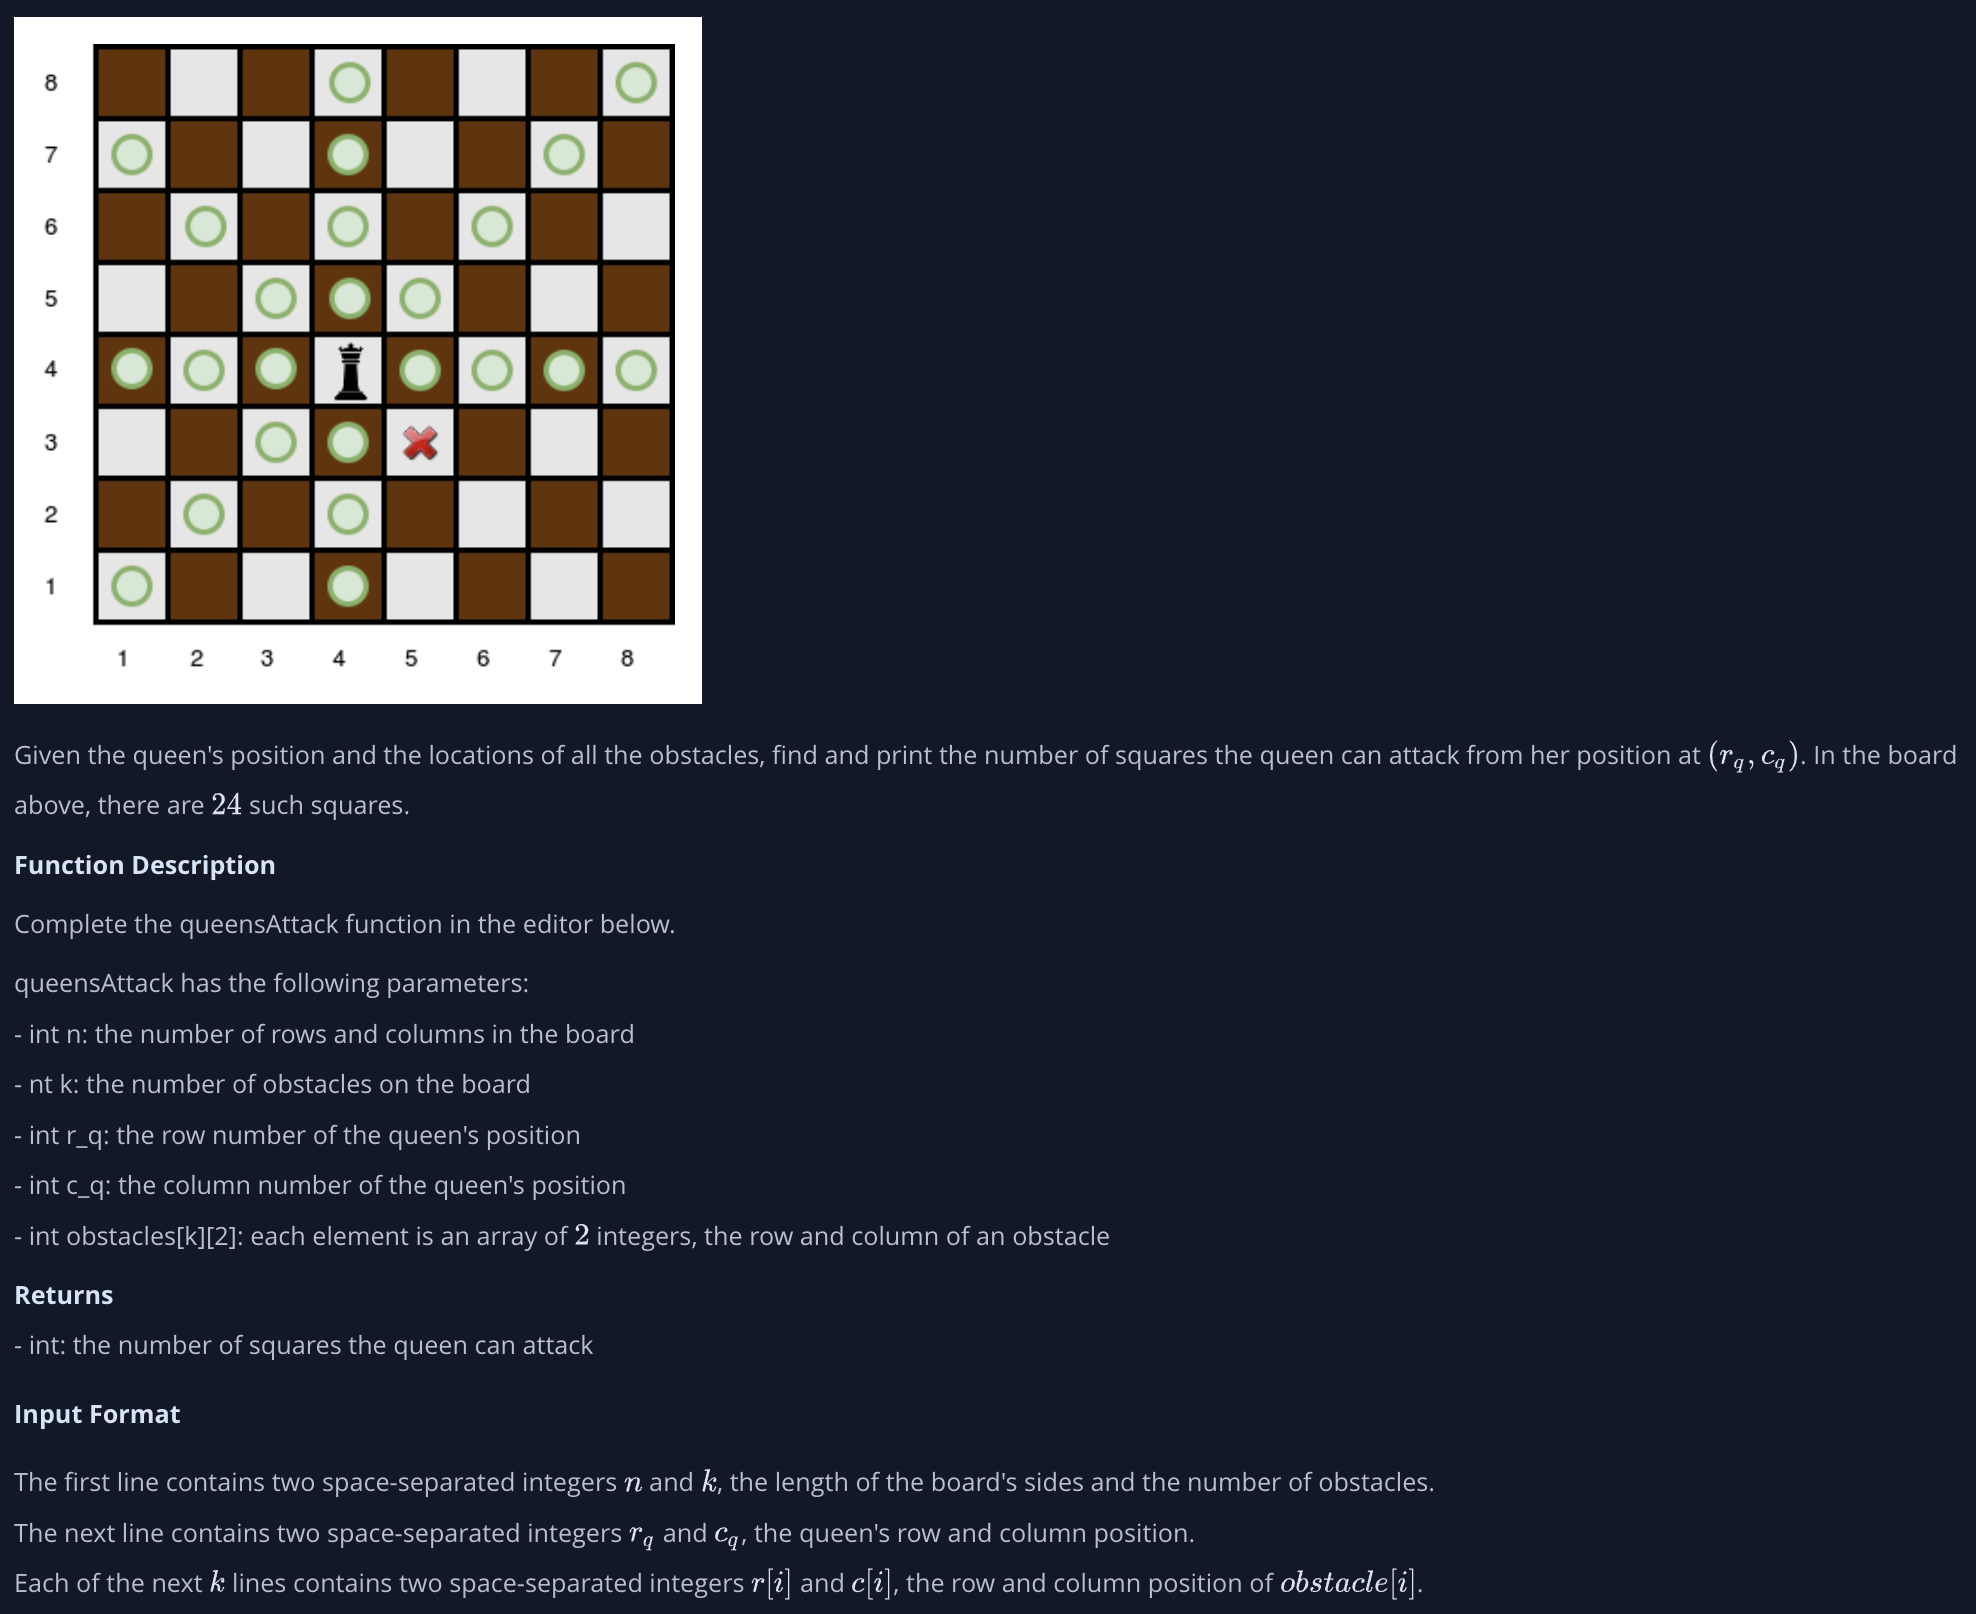 8
7
6
5
4
3
2
1
1 2 3 4 5 6 7 8
Given the queen's position and the locations of all the obstacles, find and print the number of squares the queen can attack from her position at (r_q, c_q). In the board
above, there are 24 such squares.
Function Description
Complete the queensAttack function in the editor below.
queensAttack has the following parameters:
- int n: the number of rows and columns in the board
- nt k: the number of obstacles on the board
- int r_q: the row number of the queen's position
- int c_q: the column number of the queen's position
- int obstacles[k][2]: each element is an array of 2 integers, the row and column of an obstacle
Returns
- int: the number of squares the queen can attack
Input Format
The first line contains two space-separated integers n and k, the length of the board's sides and the number of obstacles.
The next line contains two space-separated integers r_q and c_q, the queen's row and column position.
Each of the next k lines contains two space-separated integers r[i] and c[i], the row and column position of obstacle[i].